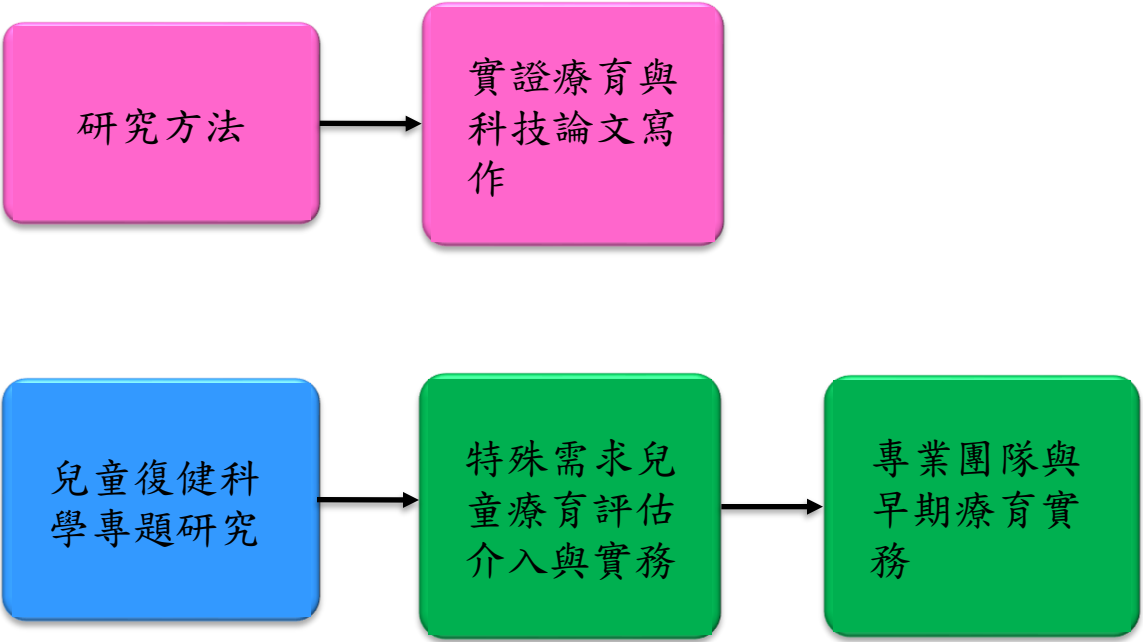 研究方法
實證療育與
科技論文寫
作
兒童復健科
學專題研究
特殊需求兒
童療育評估
介入與實務
專業團隊與
早期療育實
務